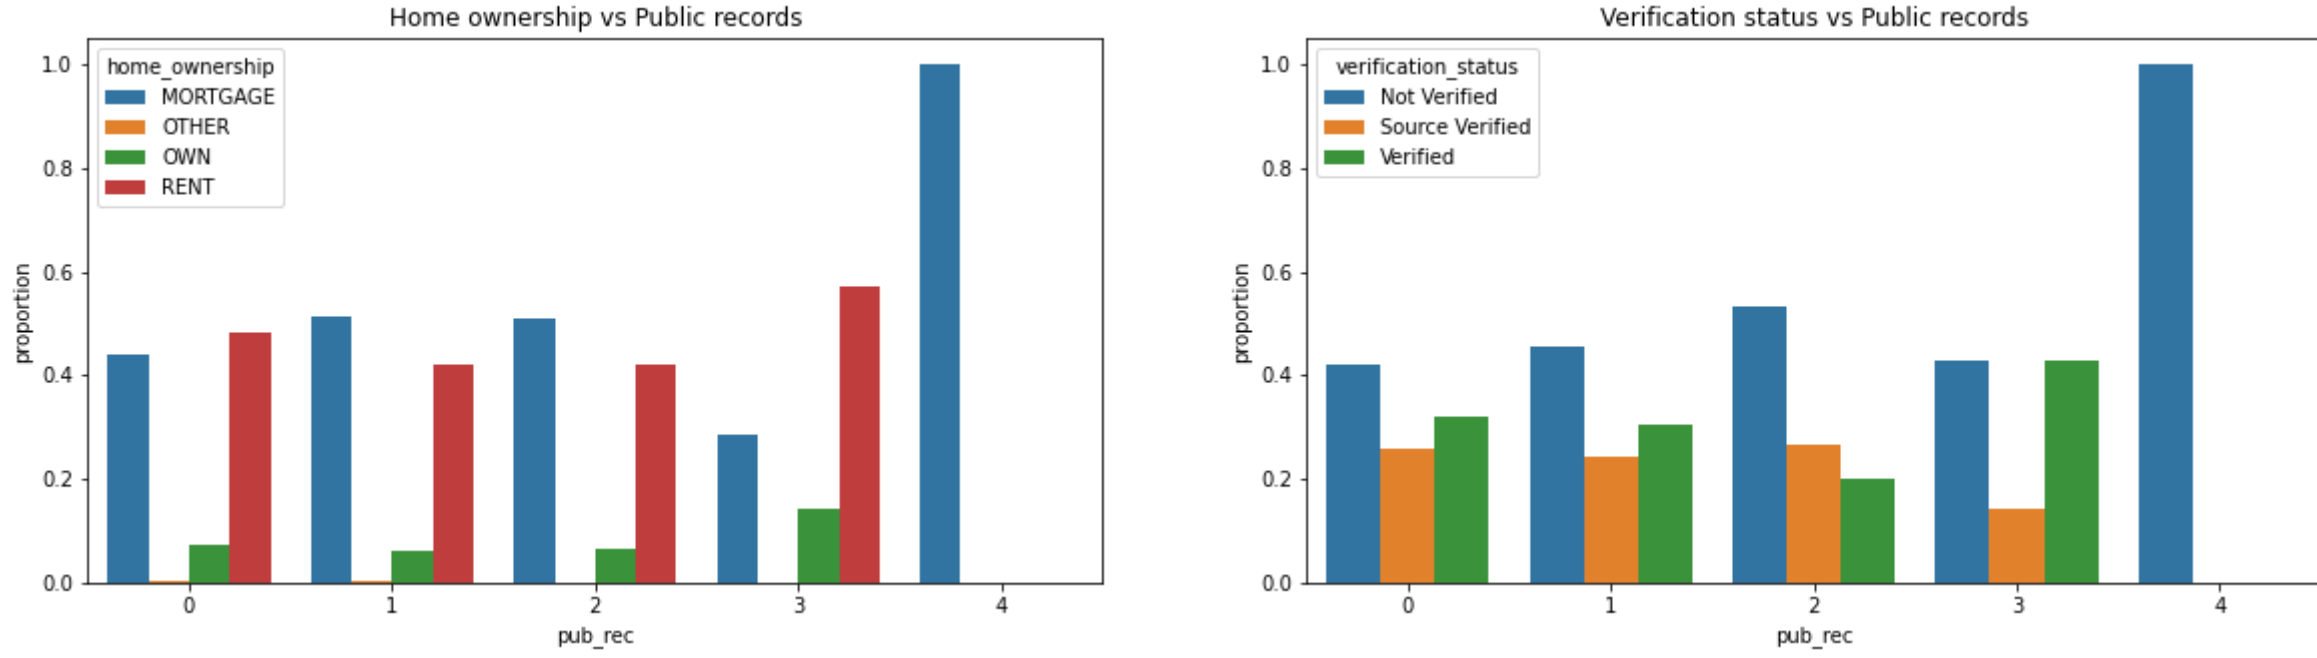 Home ownership vs Public records
home_ownership
MORTGAGE
OTHER
OWN
RENT
1.0
0.8
0.6
0.4
0.2
0.0
proportion
0
1
2
3
4
pub_rec
Verification status vs Public records
verification_status
Not Verified
Source Verified
Verified
1.0
0.8
0.6
0.4
0.2
0.0
proportion
0
1
2
3
4
pub_rec